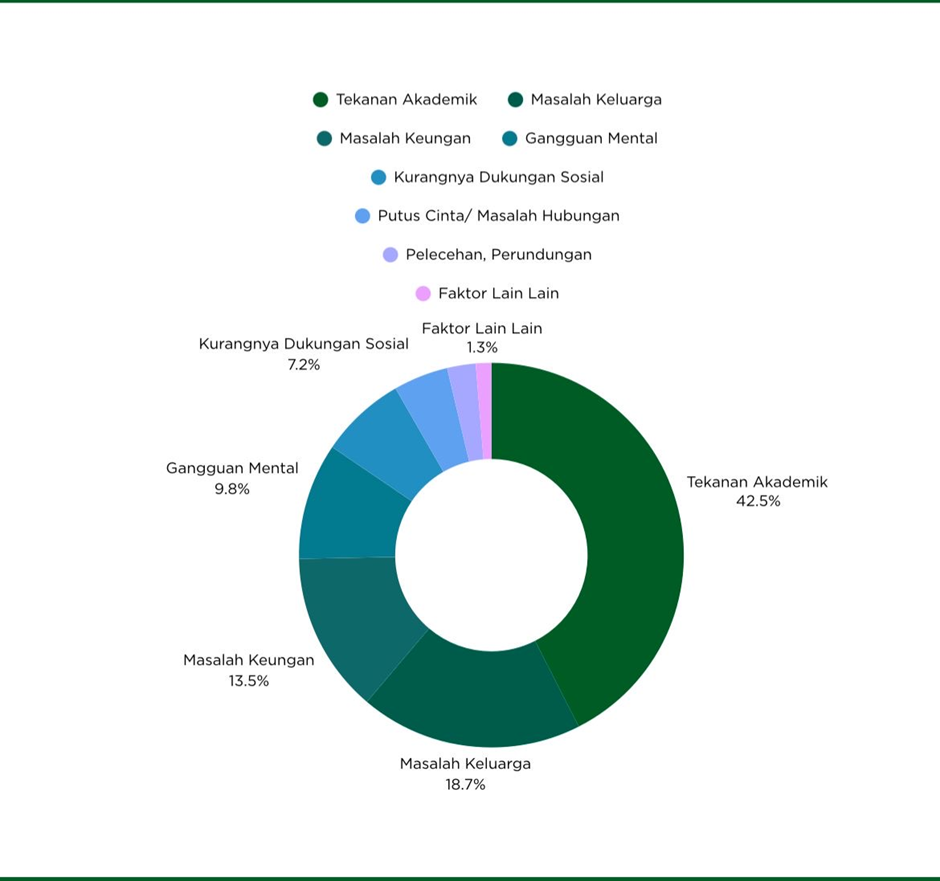 Tekanan Akademik
Masalah Keluarga
Masalah Keungan
Gangguan Mental
Kurangnya Dukungan Sosial
Putus Cinta/ Masalah Hubungan
Pelecehan, Perundungan
Faktor Lain Lain
Faktor Lain Lain
1.3%
Kurangnya Dukungan Sosial
7.2%
Gangguan Mental
9.8%
Tekanan Akademik
42.5%
Masalah Keungan
13.5%
Masalah Keluarga
18.7%